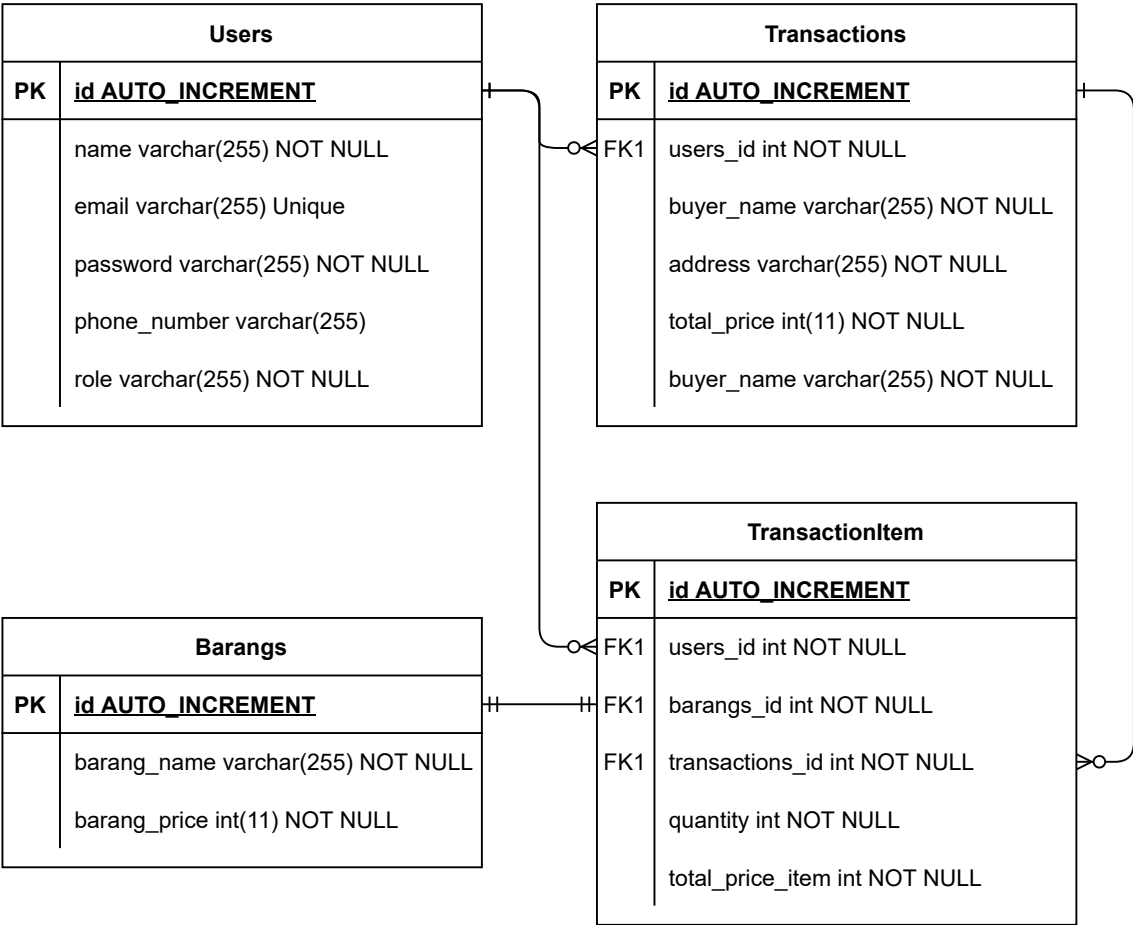 Users
PK id AUTO_INCREMENT
name varchar(255) NOT NULL
email varchar(255) Unique
password varchar(255) NOT NULL
phone_number varchar(255)
role varchar(255) NOT NULL
Transactions
PK id AUTO_INCREMENT
FK1 users_id int NOT NULL
buyer_name varchar(255) NOT NULL
address varchar(255) NOT NULL
total_price int(11) NOT NULL
buyer_name varchar(255) NOT NULL
Barangs
PK id AUTO_INCREMENT
barang_name varchar(255) NOT NULL
barang_price int(11) NOT NULL
TransactionItem
PK id AUTO_INCREMENT
FK1 users_id int NOT NULL
FK1 barangs_id int NOT NULL
FK1 transactions_id int NOT NULL
quantity int NOT NULL
total_price_item int NOT NULL